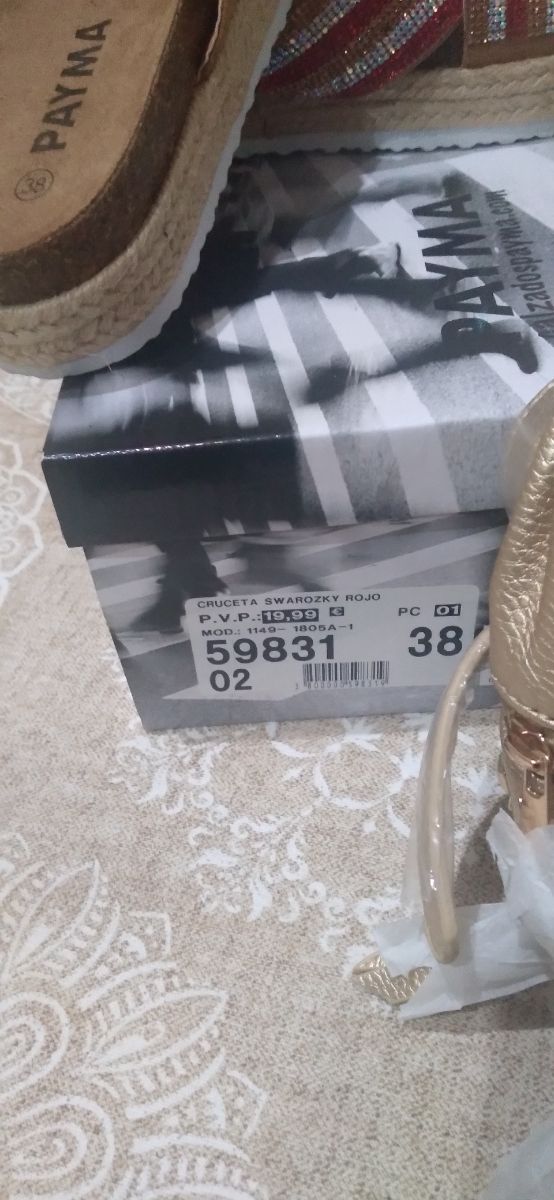 PAYMA
38
PAYMA
CRUCETA SWAROZKY ROJO
P.V.P.: 19,99 € PC 01
MOD.: 1149- 1805A-1
59831 38
02